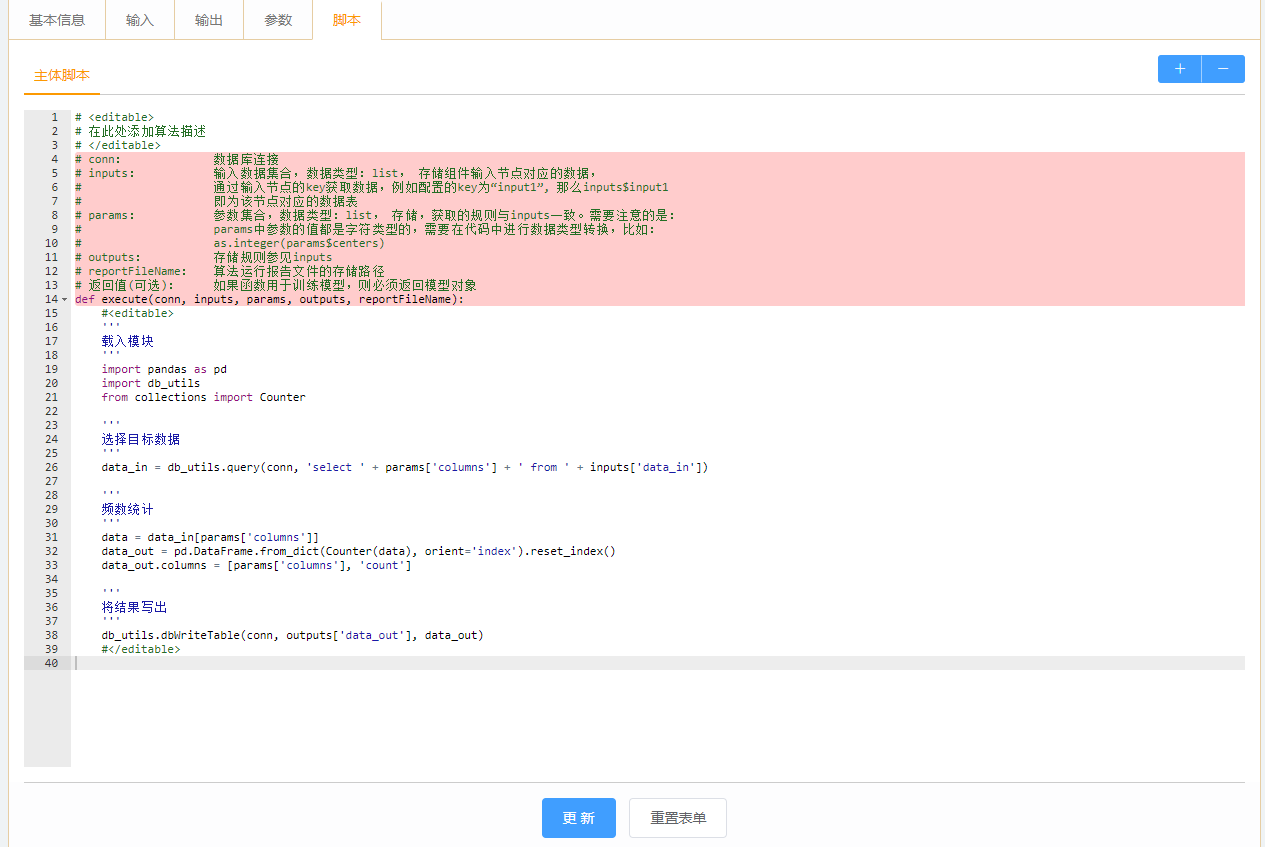 基本信息 输入 输出 参数 脚本
主体脚本 + −
1 # <editable>
2 # 在此处添加算法描述
3 # </editable>
4 # conn: 数据库连接
5 # inputs: 输入数据集合，数据类型：list， 存储组件输入节点对应的数据，
6 # 通过输入节点的key获取数据，例如配置的key为“input1”, 那么inputs$input1
7 # 即为该节点对应的数据表
8 # params: 参数集合，数据类型：list， 存储，获取的规则与inputs一致。需要注意的是：
9 # params中参数的值都是字符类型的，需要在代码中进行数据类型转换，比如：
10 # as.integer(params$centers)
11 # outputs: 存储规则参见inputs
12 # reportFileName: 算法运行报告文件的存储路径
13 # 返回值(可选): 如果函数用于训练模型，则必须返回模型对象
14 def execute(conn, inputs, params, outputs, reportFileName):
15     #<editable>
16     '''
17     载入模块
18     '''
19     import pandas as pd
20     import db_utils
21     from collections import Counter
22
23     '''
24     选择目标数据
25     '''
26     data_in = db_utils.query(conn, 'select ' + params['columns'] + ' from ' + inputs['data_in'])
27
28     '''
29     频数统计
30     '''
31     data = data_in[params['columns']]
32     data_out = pd.DataFrame.from_dict(Counter(data), orient='index').reset_index()
33     data_out.columns = [params['columns'], 'count']
34
35     '''
36     将结果写出
37     '''
38     db_utils.dbWriteTable(conn, outputs['data_out'], data_out)
39     #</editable>
40
更新 重置表单